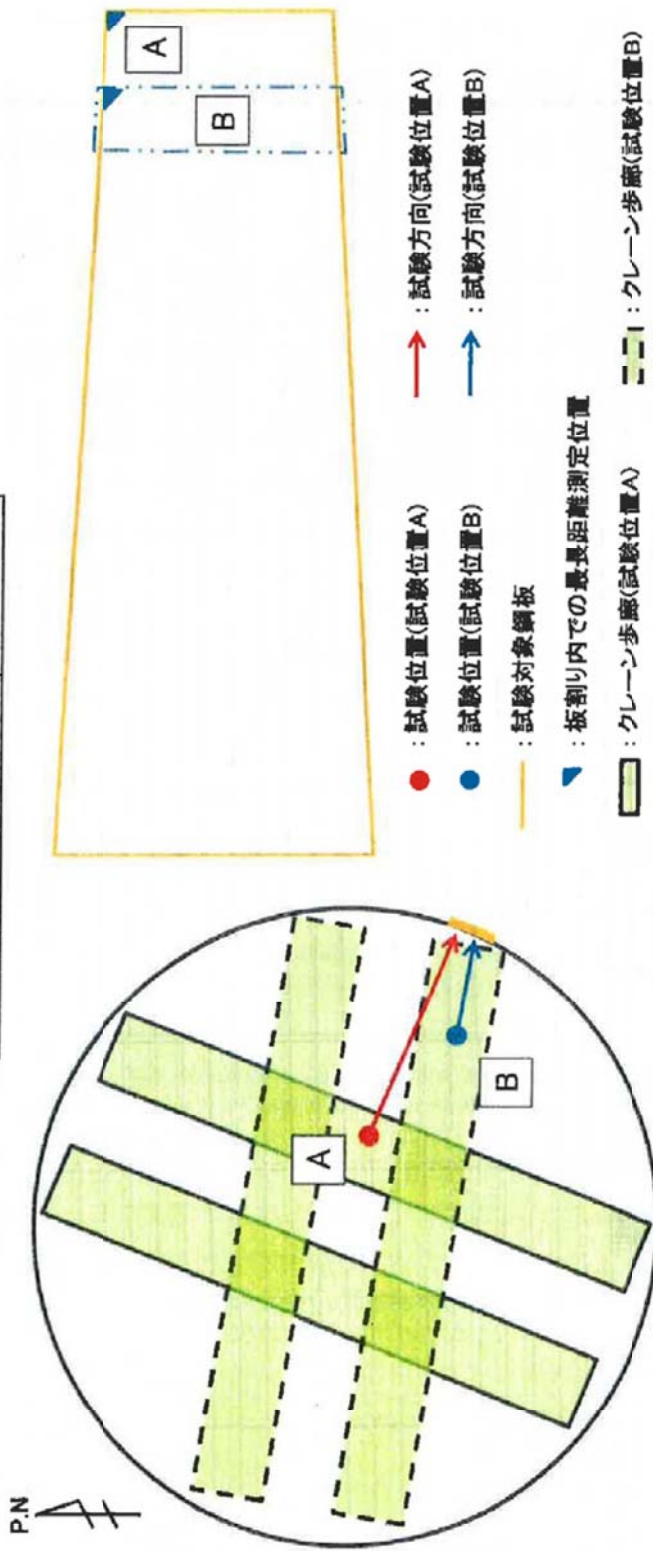 P.N
A
B
A
B
: 試験位置(試験位置A)
: 試験方向(試験位置A)
: 試験位置(試験位置B)
: 試験方向(試験位置B)
: 試験対象鋼板
: 板割り内での最長距離測定位置
: クレーン歩廊(試験位置A)
: クレーン歩廊(試験位置B)